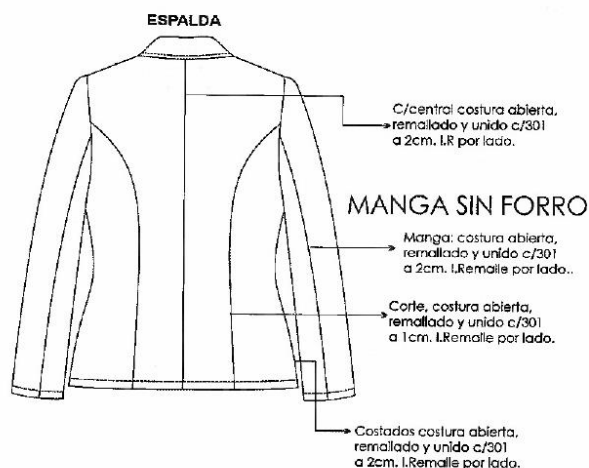 ESPALDA
C/central costura abierta,
remallado y unido c/301
a 2cm. I.R por lado.
MANGA SIN FORRO
Manga: costura abierta,
remallado y unido c/301
a 2cm. I.Remalle por lado..
Corte, costura abierta,
remallado y unido c/301
a 1cm. I.Remalle por lado.
Costados costura abierta,
remallado y unido c/301
a 2cm. I.Remalle por lado.